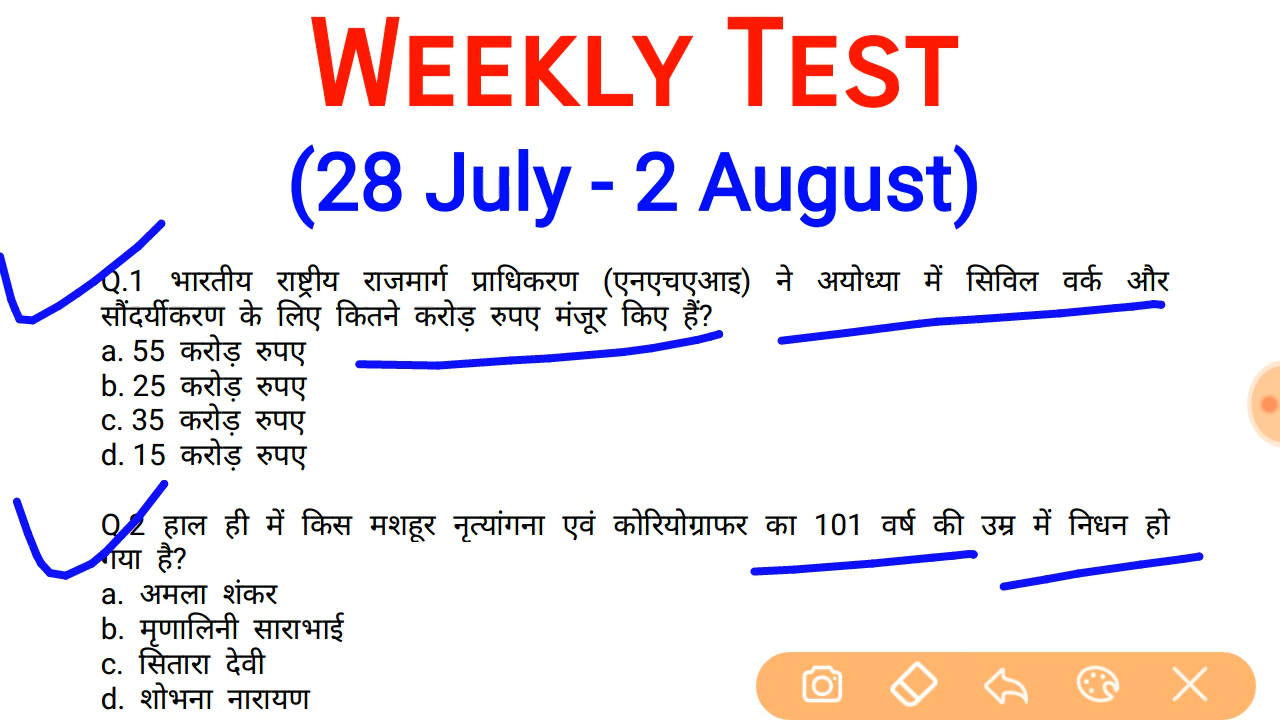 WEEKLY TEST
(28 July - 2 August)
Q.1 भारतीय राष्ट्रीय राजमार्ग प्राधिकरण (एनएचएआइ) ने अयोध्या में सिविल वर्क और
सौंदर्यीकरण के लिए कितने करोड़ रुपए मंजूर किए हैं?
a. 55 करोड़ रुपए
b. 25 करोड़ रुपए
c. 35 करोड़ रुपए
d. 15 करोड़ रुपए
Q.2 हाल ही में किस मशहूर नृत्यांगना एवं कोरियोग्राफर का 101 वर्ष की उम्र में निधन हो
गया है?
a. अमला शंकर
b. मृणालिनी साराभाई
c. सितारा देवी
d. शोभना नारायण